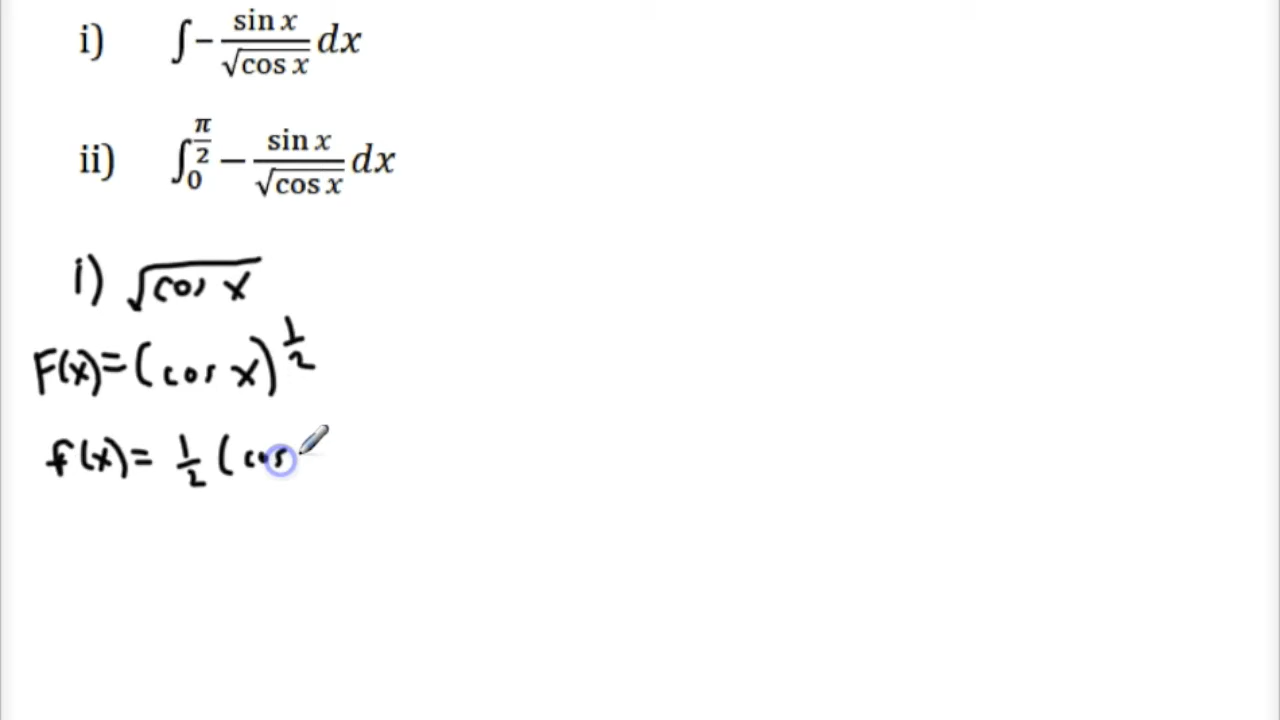 i) ∫ - sin x / √cos x dx
ii) ∫₀^(π/2) - sin x / √cos x dx
i) √cos x
F(x) = (cos x)^(1/2)
f(x) = 1/2 (cos